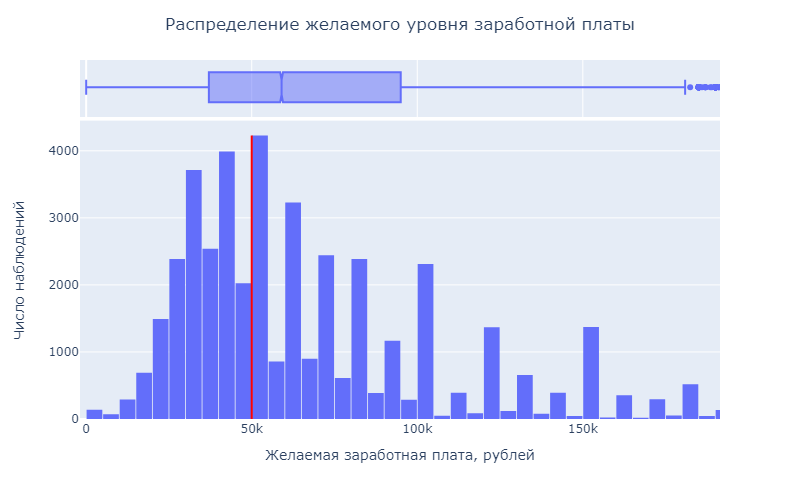 Распределение желаемого уровня заработной платы
4000
3000
2000
1000
0
Число наблюдений
0
50k
100k
150k
Желаемая заработная плата, рублей